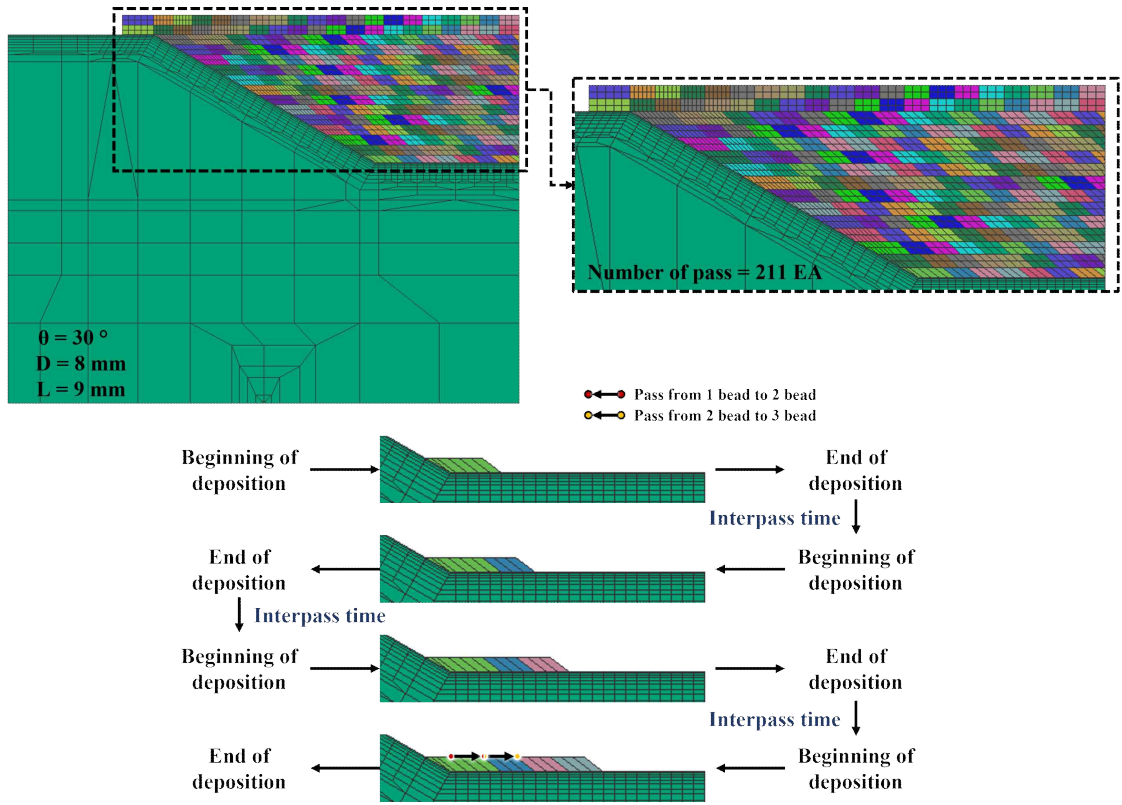 Number of pass = 211 EA
θ = 30 °
D = 8 mm
L = 9 mm
Pass from 1 bead to 2 bead
Pass from 2 bead to 3 bead
Beginning of
deposition
End of
deposition
Interpass time
End of
deposition
Beginning of
deposition
Interpass time
Beginning of
deposition
End of
deposition
Interpass time
End of
deposition
Beginning of
deposition